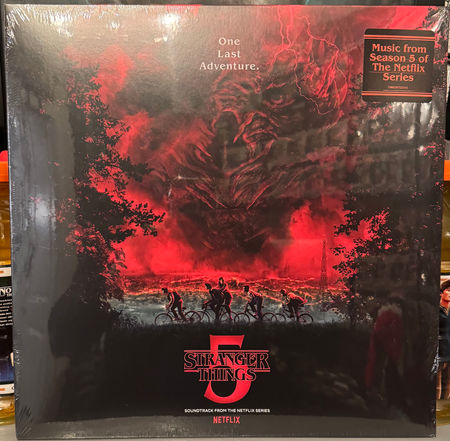 One
Last
Adventure.
Music from
Season 5 of
The Netflix
Series
5
STRANGER
THINGS
SOUNDTRACK FROM THE NETFLIX SERIES
NETFLIX